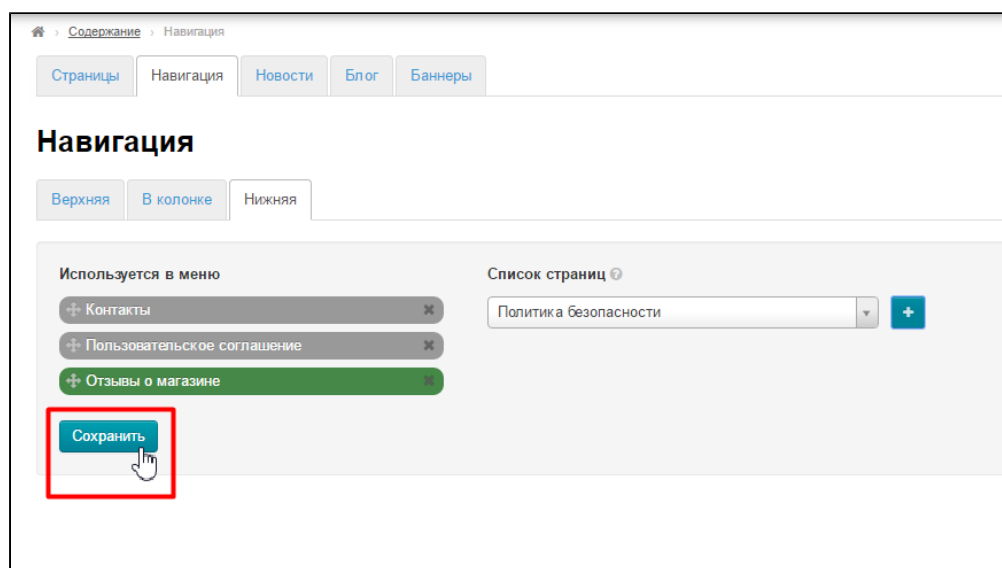 Содержание › Навигация
Страницы Навигация Новости Блог Баннеры
Навигация
Верхняя В колонке Нижняя
Используется в меню Список страниц
Контакты Политика безопасности
Пользовательское соглашение
Отзывы о магазине
Сохранить